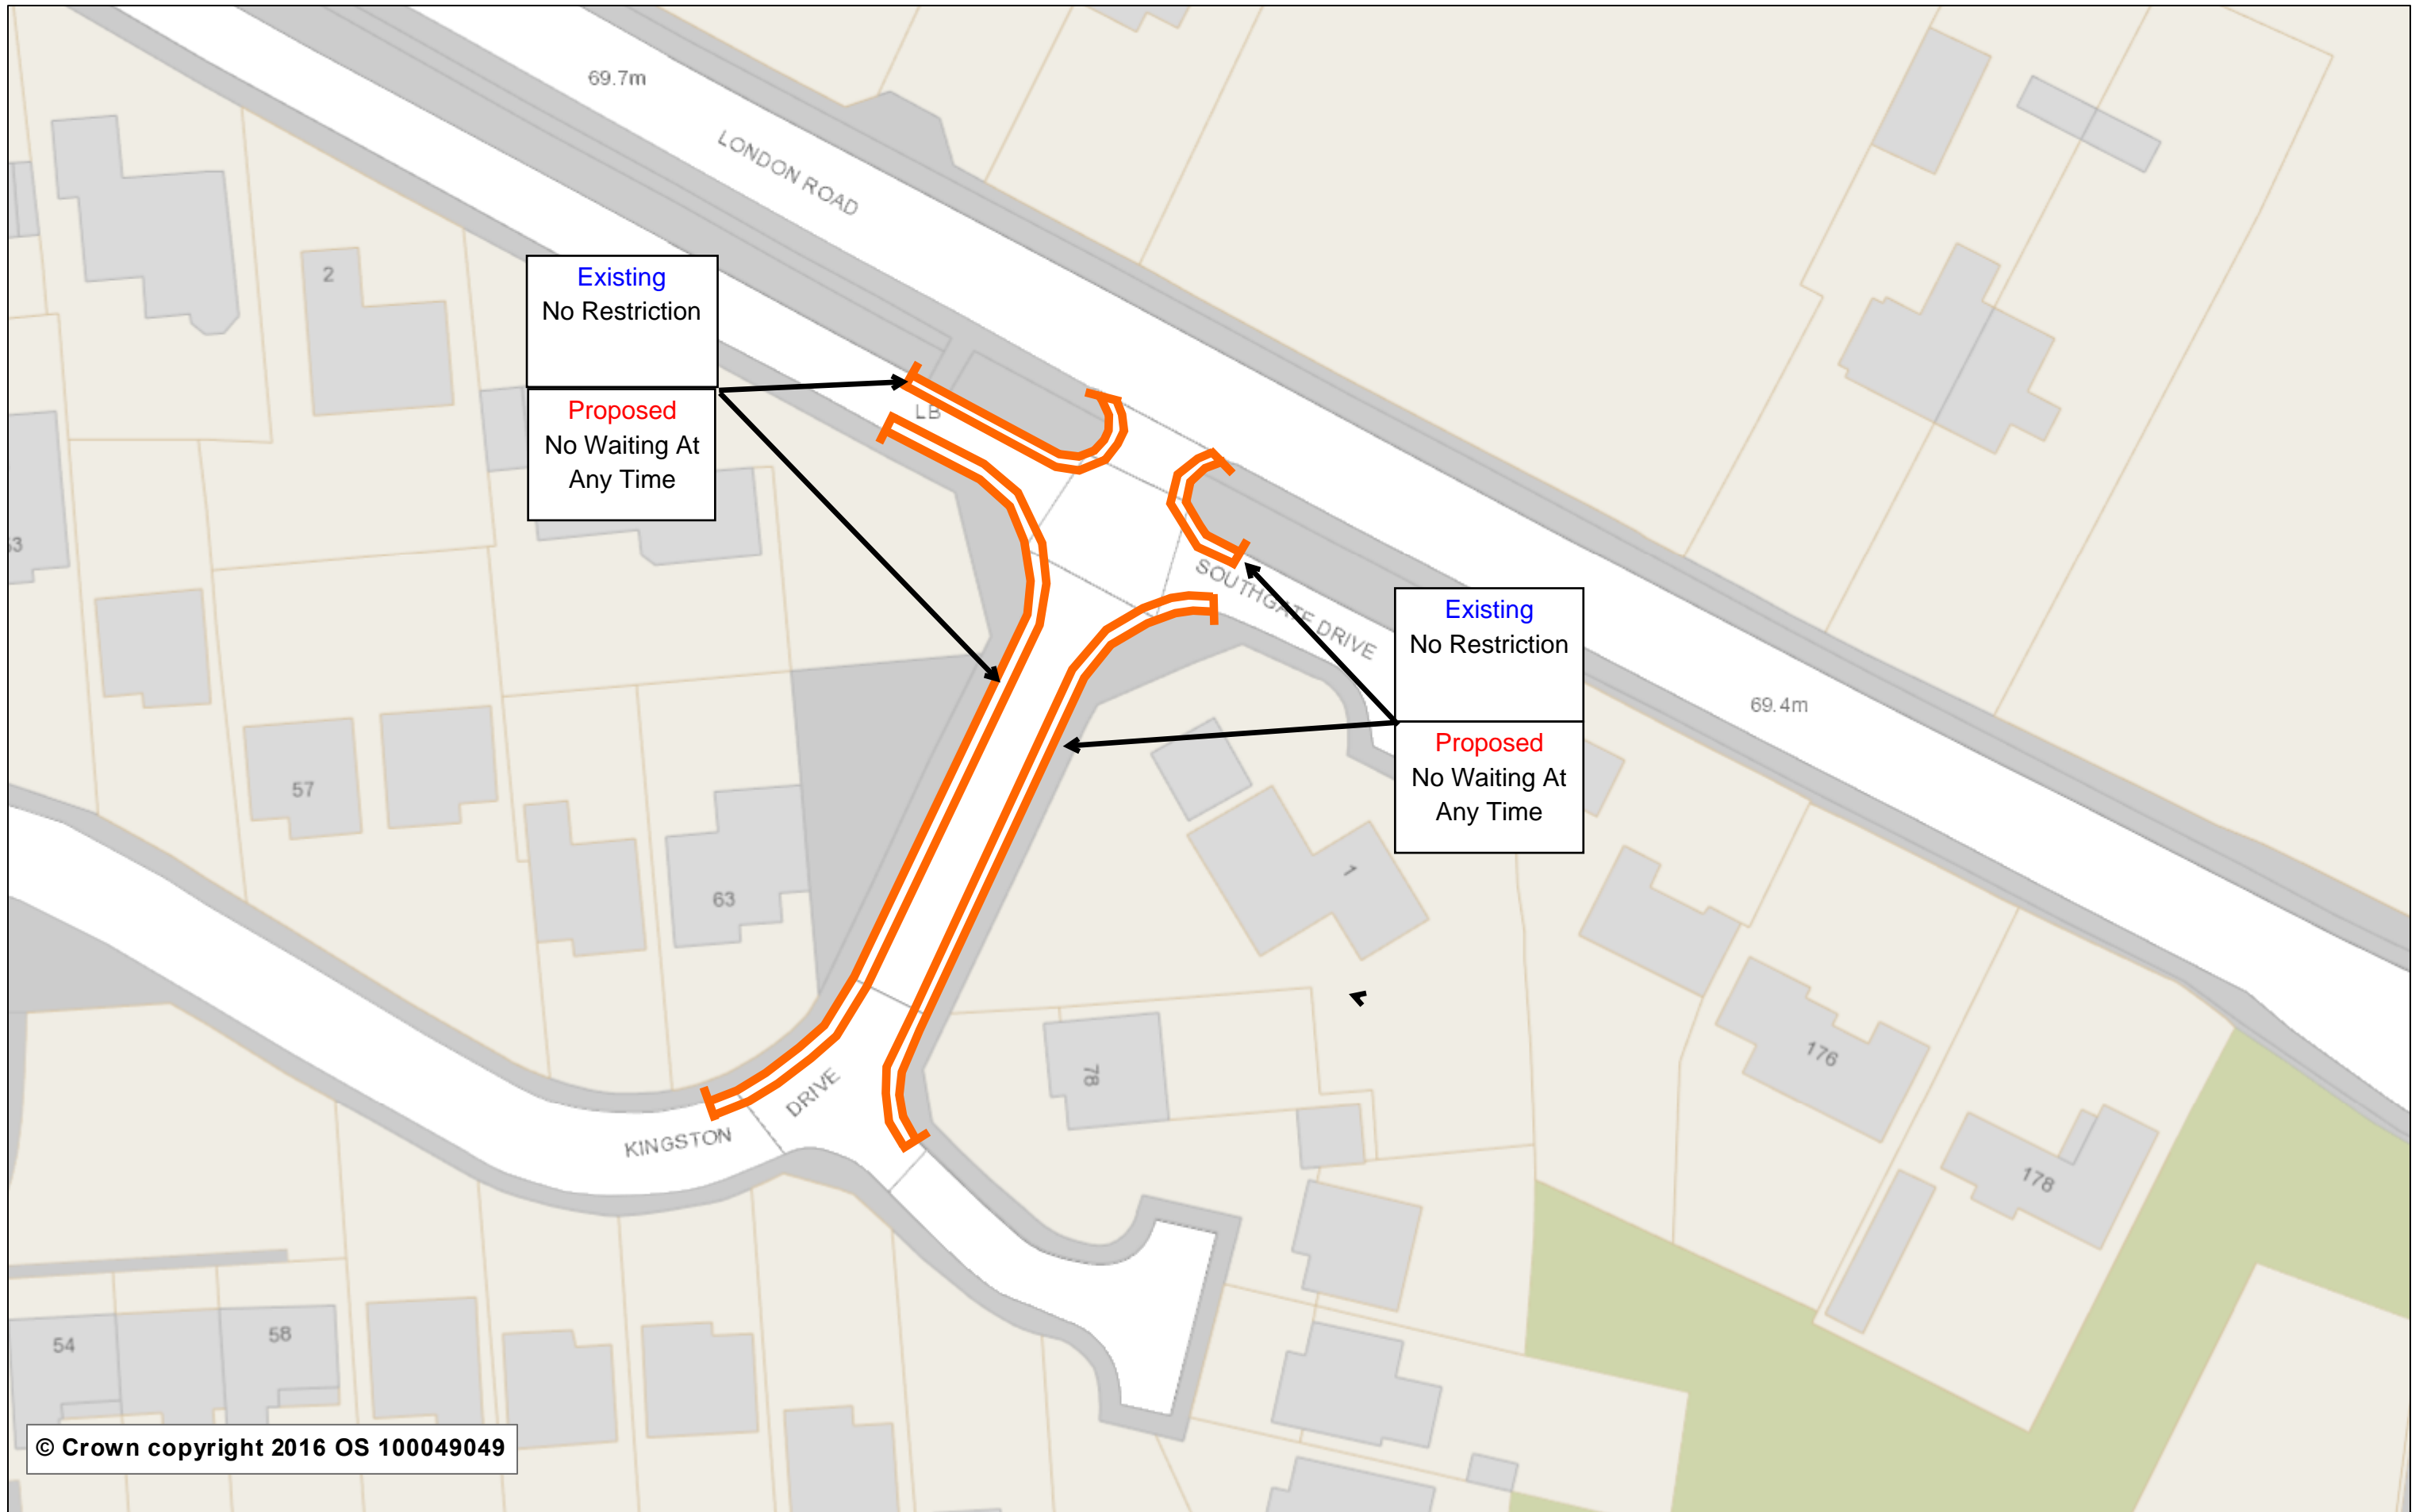 69.7m
LONDON ROAD
2
Existing
No Restriction
Proposed
No Waiting At
Any Time
LB
SOUTHGATE DRIVE
Existing
No Restriction
Proposed
No Waiting At
Any Time
69.4m
57
63
1
176
78
178
KINGSTON DRIVE
54
58
© Crown copyright 2016 OS 100049049